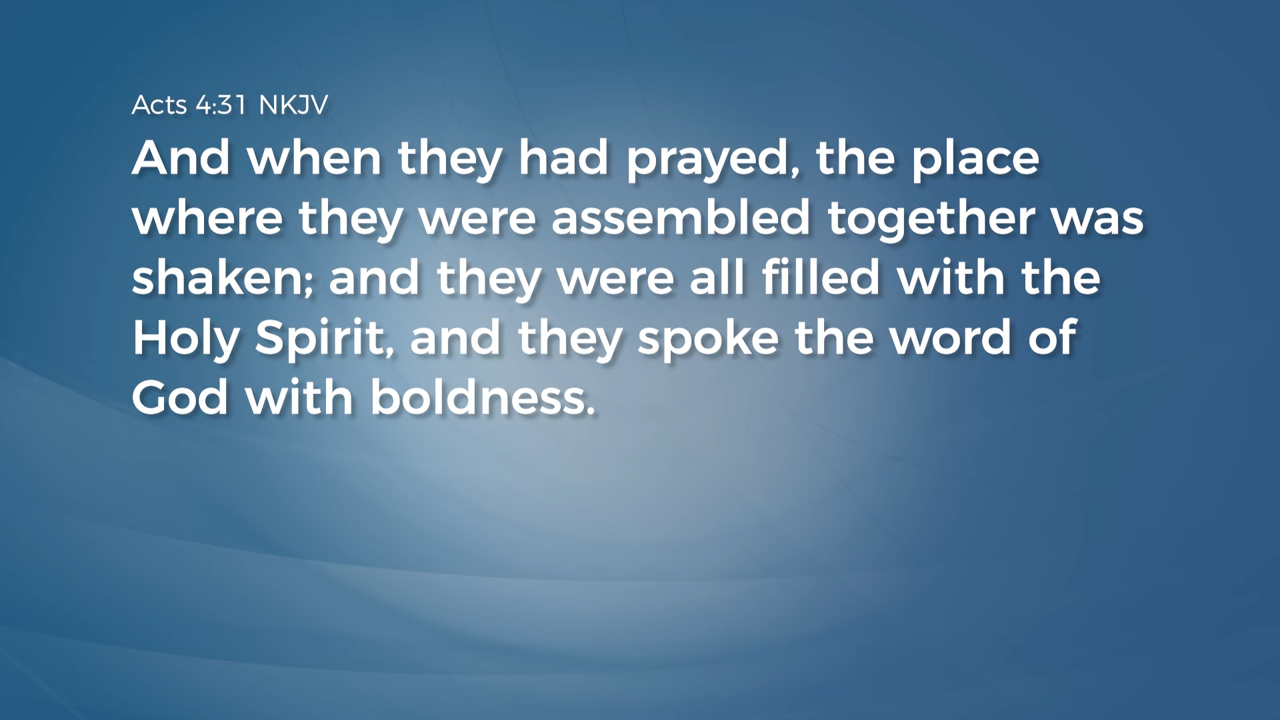 Acts 4:31 NKJV
And when they had prayed, the place
where they were assembled together was
shaken; and they were all filled with the
Holy Spirit, and they spoke the word of
God with boldness.